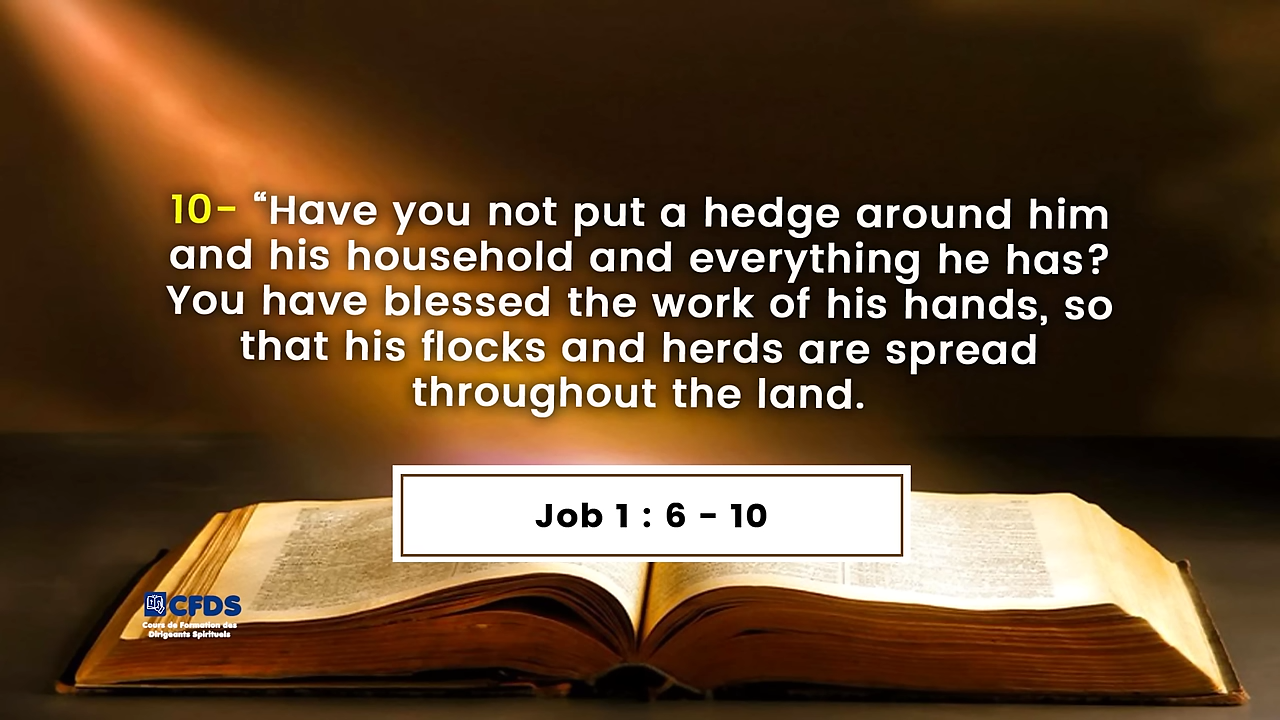 10- “Have you not put a hedge around him
and his household and everything he has?
You have blessed the work of his hands, so
that his flocks and herds are spread
throughout the land.
Job 1 : 6 - 10
CFDS
Cours de Formation des
Dirigeants Spirituels